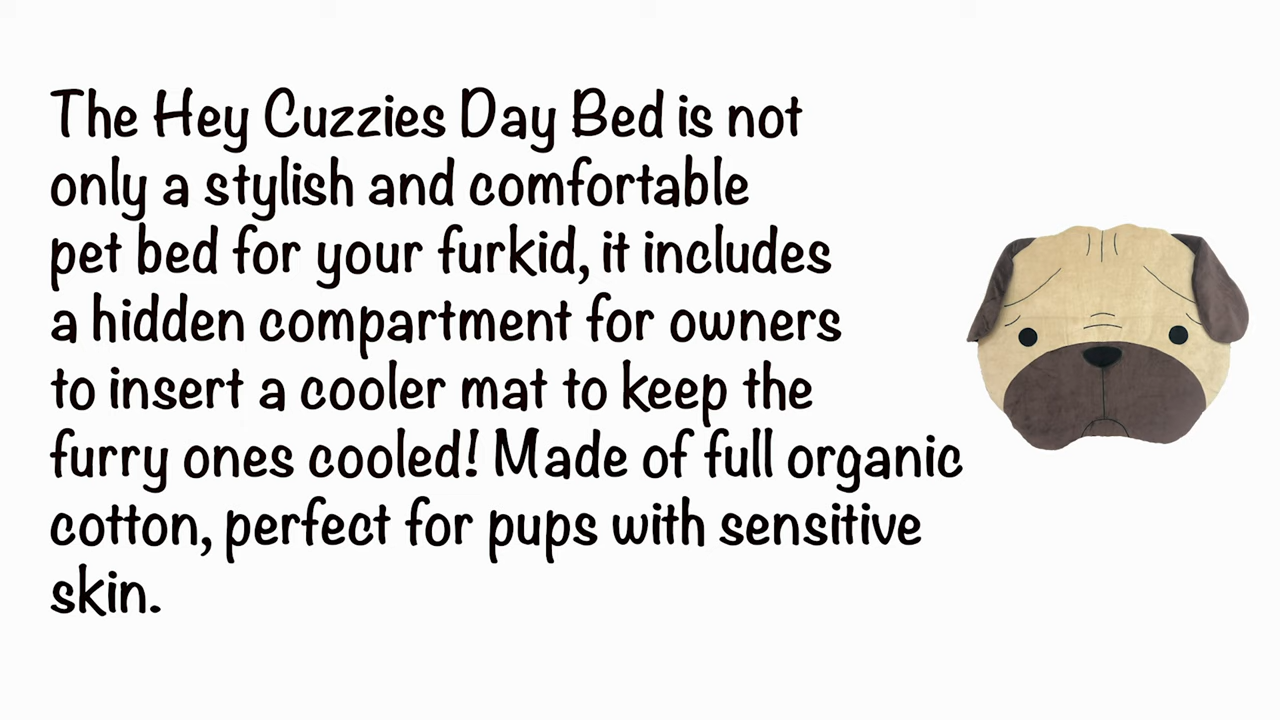 The Hey Cuzzies Day Bed is not
only a stylish and comfortable
pet bed for your furkid, it includes
a hidden compartment for owners
to insert a cooler mat to keep the
furry ones cooled! Made of full organic
cotton, perfect for pups with sensitive
skin.